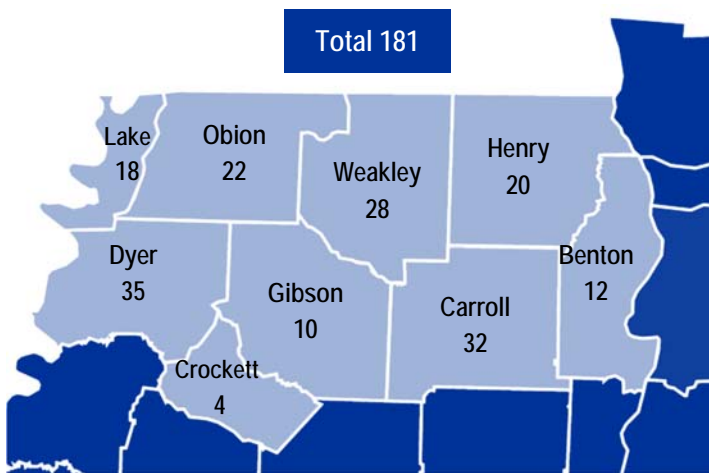 Total 181
Lake
18
Obion
22
Weakley
28
Henry
20
Benton
12
Dyer
35
Gibson
10
Carroll
32
Crockett
4